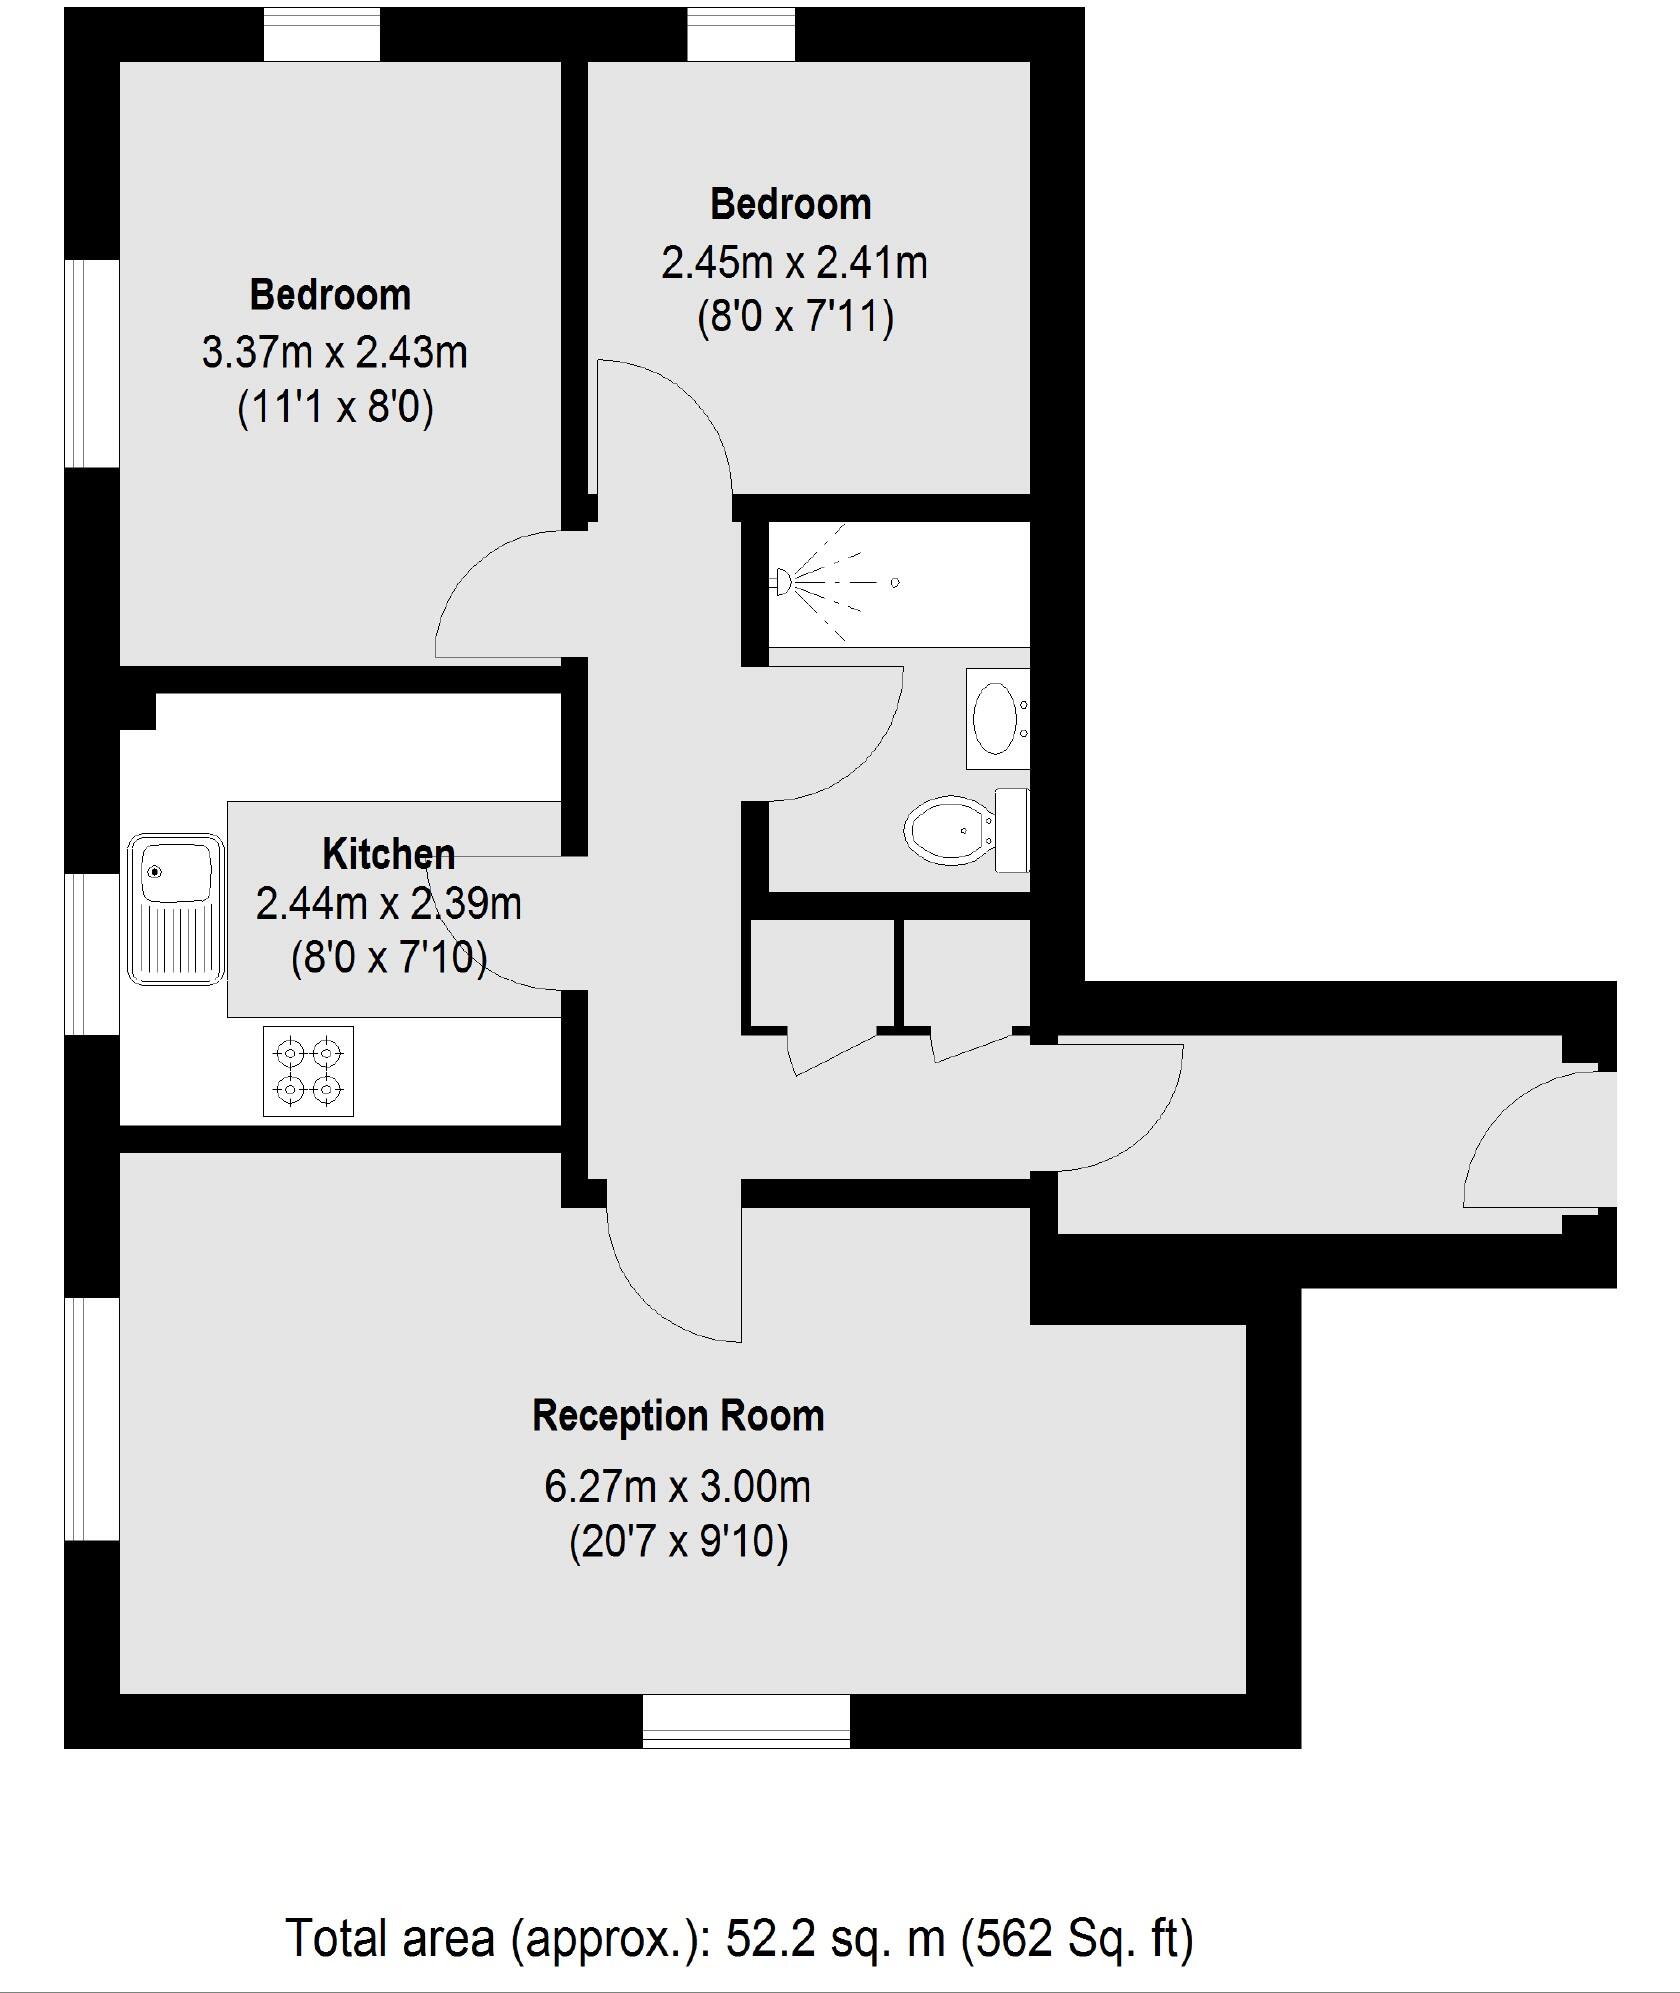 Bedroom
2.45m x 2.41m
(8'0 x 7'11)
Bedroom
3.37m x 2.43m
(11'1 x 8'0)
Kitchen
2.44m x 2.39m
(8'0 x 7'10)
Reception Room
6.27m x 3.00m
(20'7 x 9'10)
Total area (approx.): 52.2 sq. m (562 Sq. ft)